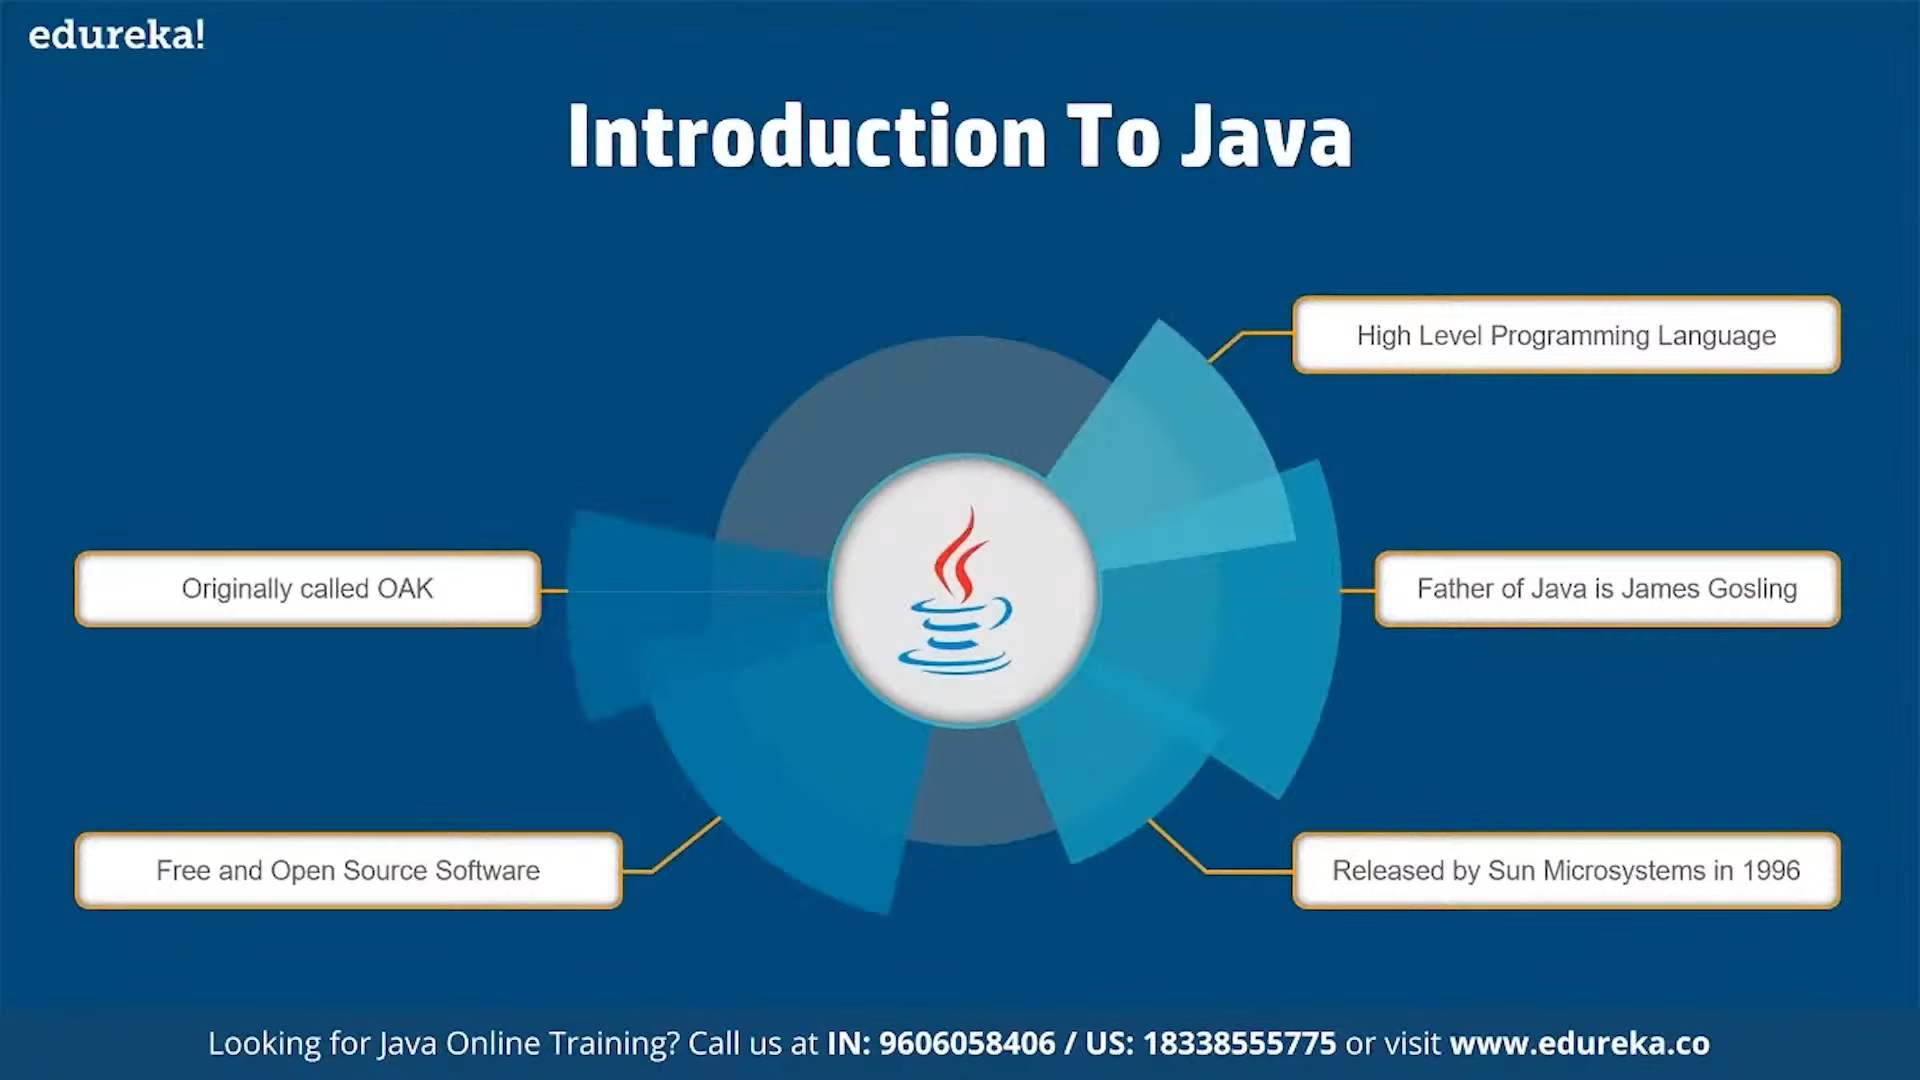 edureka!
Introduction To Java
High Level Programming Language
Originally called OAK
Father of Java is James Gosling
Free and Open Source Software
Released by Sun Microsystems in 1996
Looking for Java Online Training? Call us at IN: 9606058406 / US: 18338555775 or visit www.edureka.co